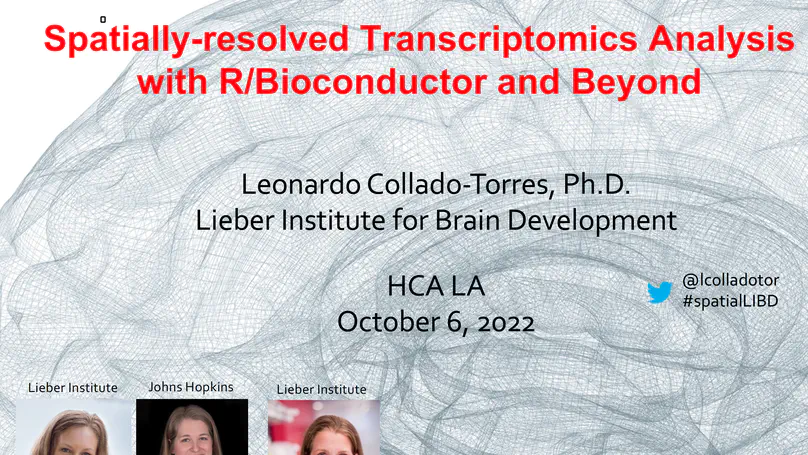 Spatially-resolved Transcriptomics Analysis
with R/Bioconductor and Beyond
Leonardo Collado-Torres, Ph.D.
Lieber Institute for Brain Development
HCA LA
October 6, 2022
@lcolladotor
#spatialLIBD
Lieber Institute
Johns Hopkins
Lieber Institute